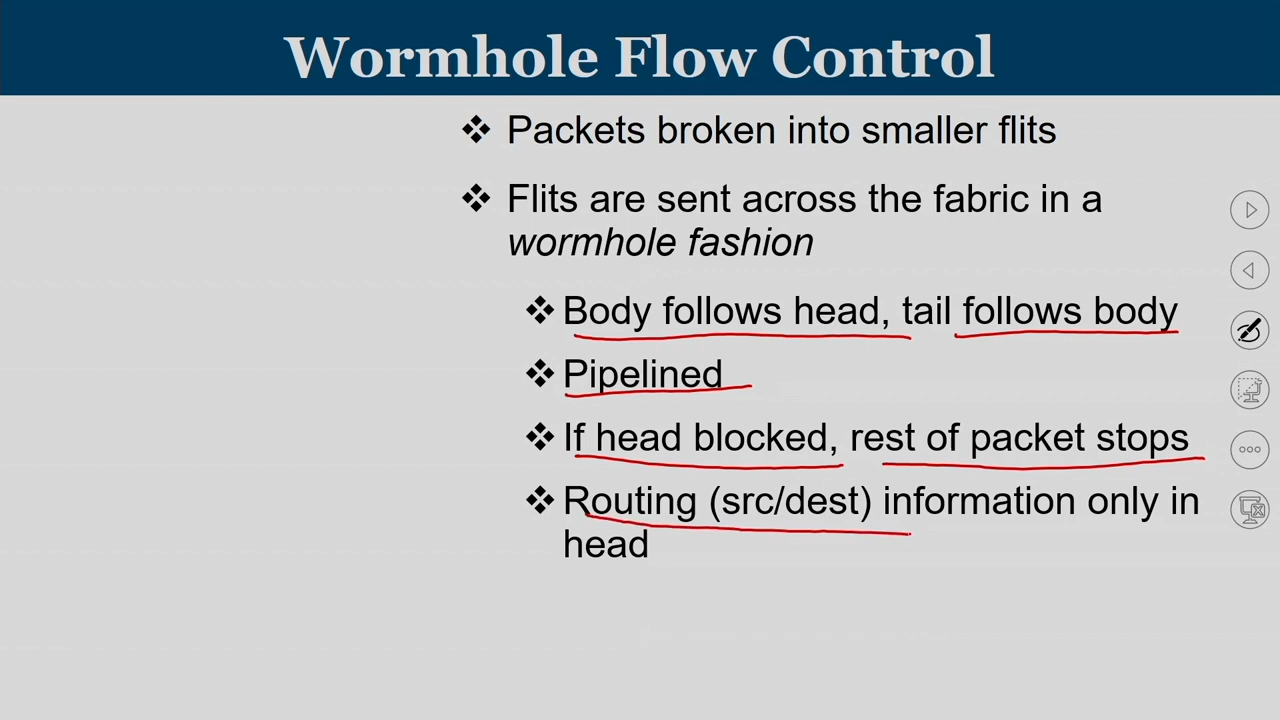 Wormhole Flow Control
❖ Packets broken into smaller flits
❖ Flits are sent across the fabric in a
wormhole fashion
❖ Body follows head, tail follows body
❖ Pipelined
❖ If head blocked, rest of packet stops
❖ Routing (src/dest) information only in
head